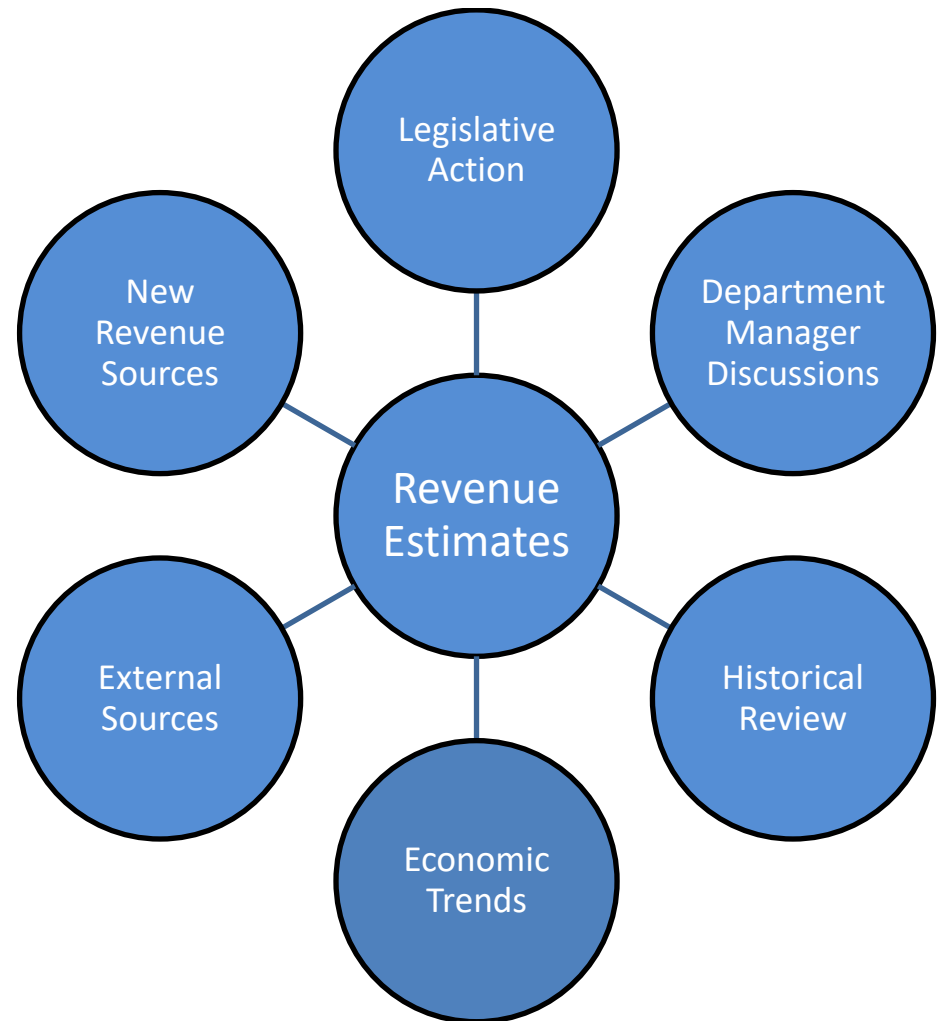 Legislative
Action
New
Revenue
Sources
Department
Manager
Discussions
Revenue
Estimates
External
Sources
Historical
Review
Economic
Trends